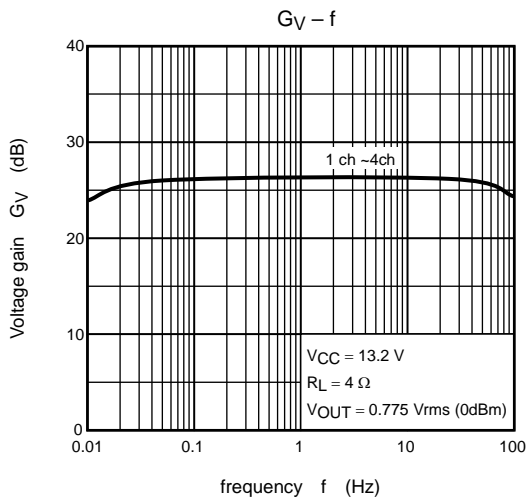 GV – f
40
30
20
10
0
Voltage gain GV (dB)
1 ch ~4ch
VCC = 13.2 V
RL = 4 Ω
VOUT = 0.775 Vrms (0dBm)
0.01 0.1 1 10 100
frequency f (Hz)